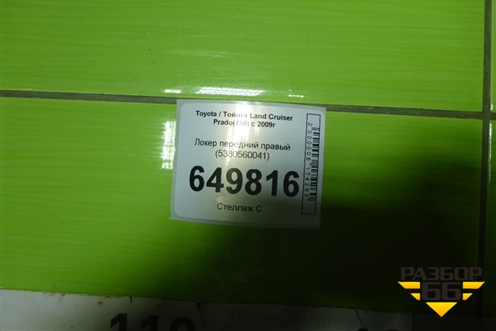 Toyota / Тойота Land Cruiser
Prado(150) с 2009г
Локер передний правый
(5380560041)
649816
Стеллаж С
РАЗБОР
66